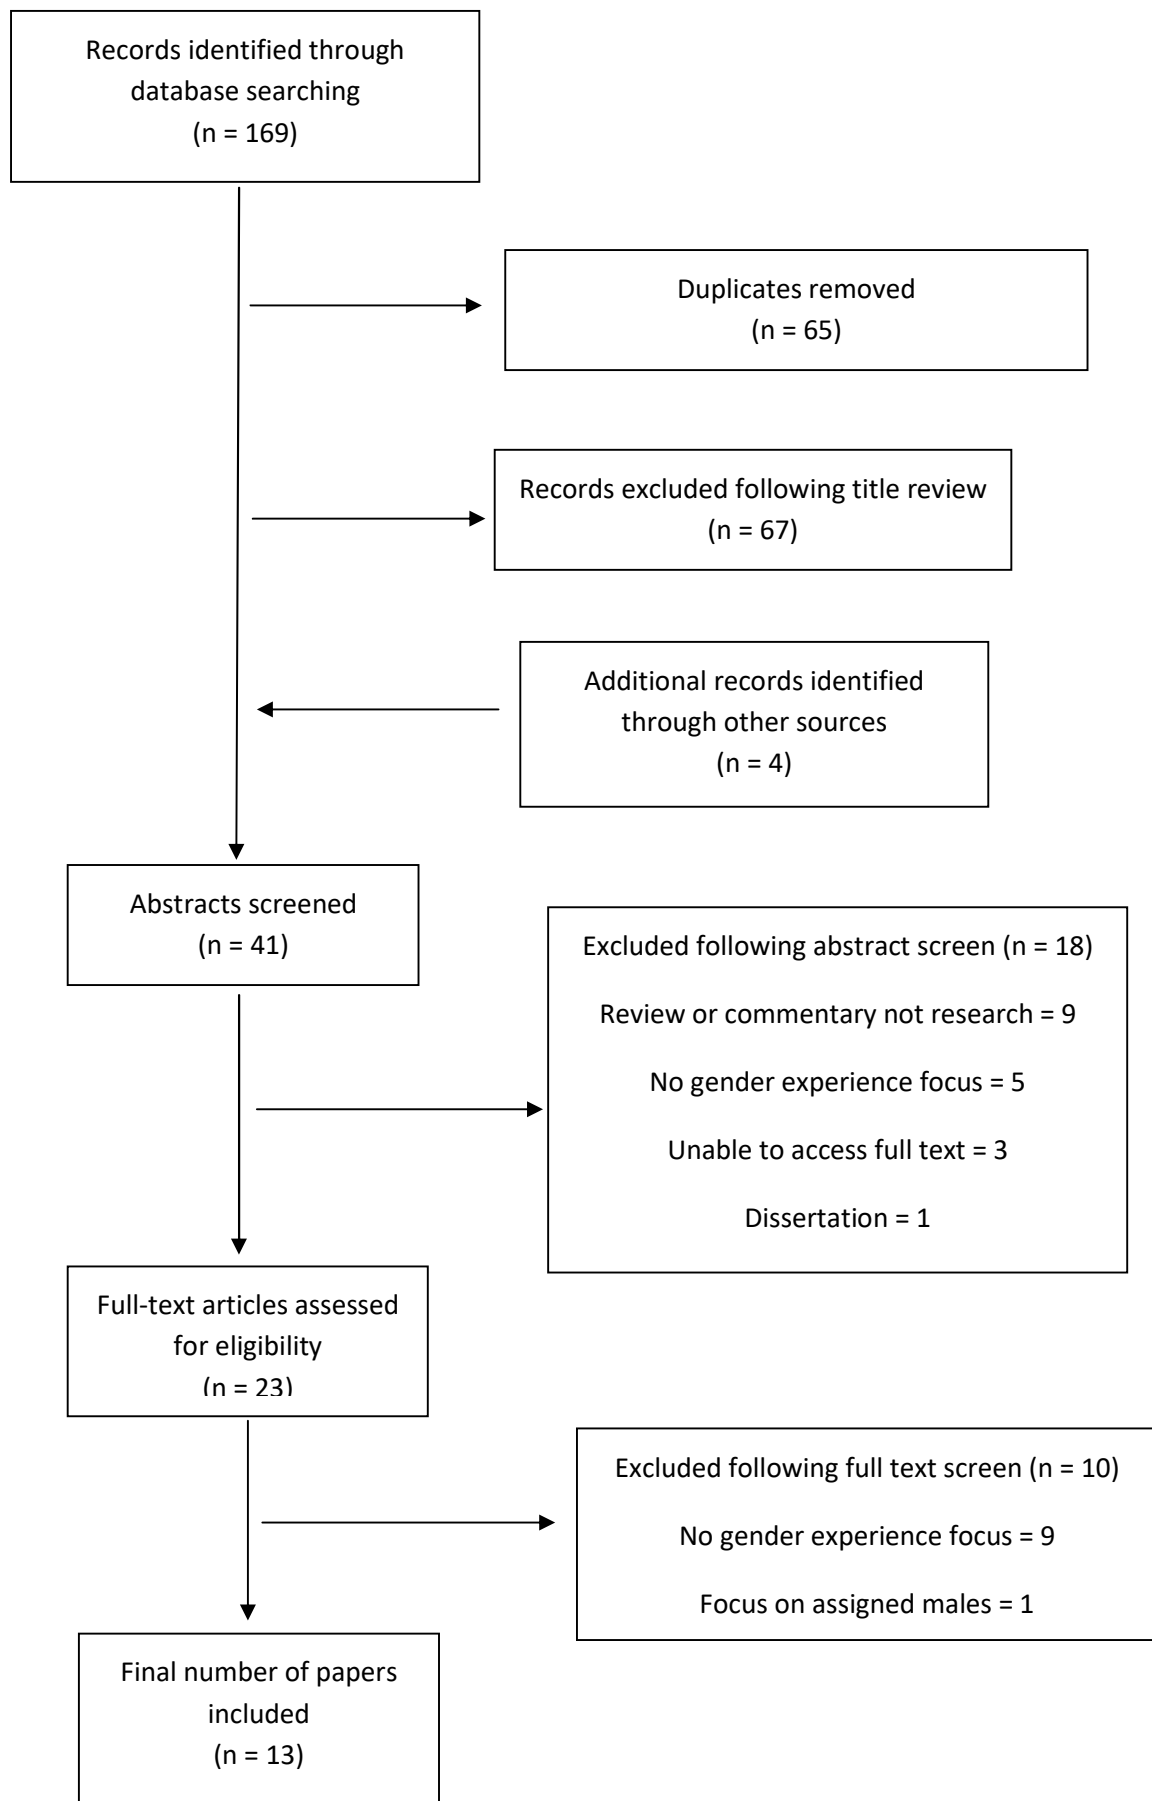 Records identified through
database searching
(n = 169)
Duplicates removed
(n = 65)
Records excluded following title review
(n = 67)
Additional records identified
through other sources
(n = 4)
Abstracts screened
(n = 41)
Excluded following abstract screen (n = 18)
Review or commentary not research = 9
No gender experience focus = 5
Unable to access full text = 3
Dissertation = 1
Full-text articles assessed
for eligibility
(n = 23)
Excluded following full text screen (n = 10)
No gender experience focus = 9
Focus on assigned males = 1
Final number of papers
included
(n = 13)